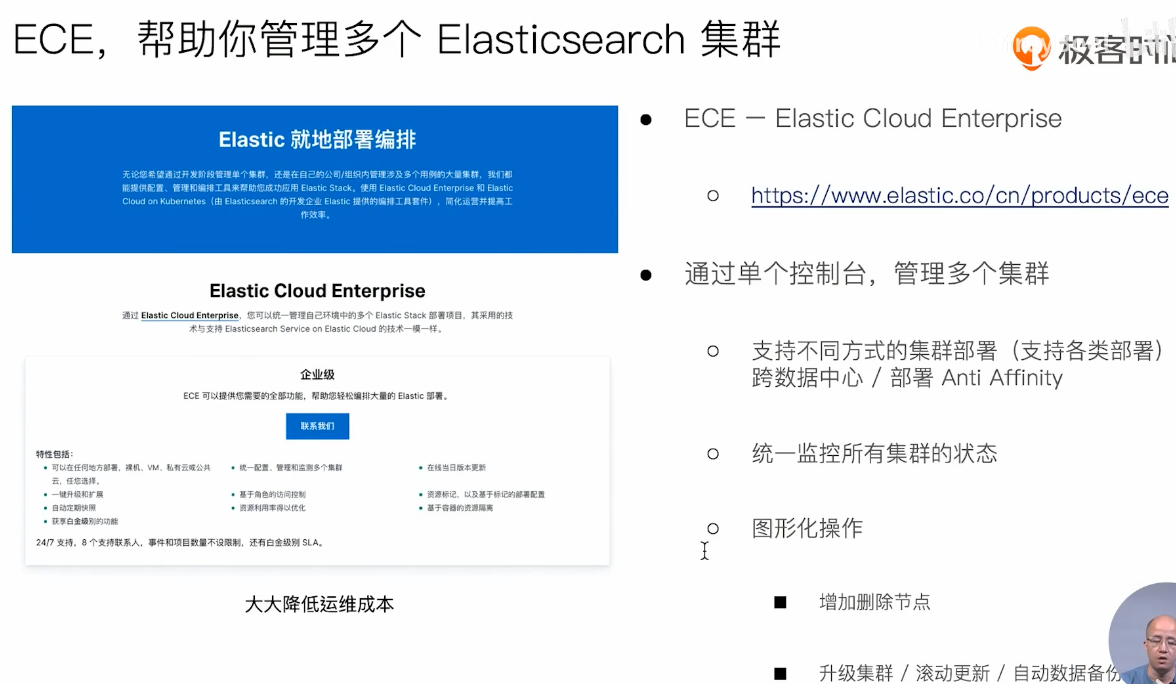 ECE，帮助你管理多个 Elasticsearch 集群
极客时间
Elastic 就地部署编排
无论您希望通过开发阶段管理单个集群，还是在自己的公司/组织内管理涉及多个用例的大量集群，我们都
能提供配置、管理和编排工具来帮助您成功应用 Elastic Stack。使用 Elastic Cloud Enterprise 和 Elastic
Cloud on Kubernetes（由 Elasticsearch 的开发企业 Elastic 提供的编排工具套件），简化运营并提高工
作效率。
Elastic Cloud Enterprise
通过 Elastic Cloud Enterprise，您可以统一管理自己环境中的多个 Elastic Stack 部署项目，其采用的技
术与支持 Elasticsearch Service on Elastic Cloud 的技术一模一样。
企业级
ECE 可以提供您需要的全部功能，帮助您轻松编排大量的 Elastic 部署。
联系我们
特性包括：
可以在任何地方部署，裸机、VM、私有云或公共
云，任您选择。
一键升级和扩展
自动定期快照
获享白金级别的功能
统一配置、管理和监测多个集群
基于角色的访问控制
资源利用率得以优化
在线当日版本更新
资源标记，以及基于标记的部署配置
基于容器的资源隔离
24/7 支持，8 个支持联系人，事件和项目数量不设限制，还有白金级别 SLA。
大大降低运维成本
ECE － Elastic Cloud Enterprise
https://www.elastic.co/cn/products/ece
通过单个控制台，管理多个集群
支持不同方式的集群部署（支持各类部署）
跨数据中心 / 部署 Anti Affinity
统一监控所有集群的状态
图形化操作
增加删除节点
升级集群 / 滚动更新 / 自动数据备份